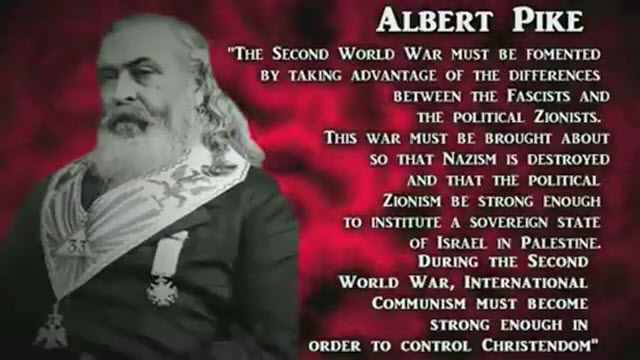 ALBERT PIKE
"THE SECOND WORLD WAR MUST BE FOMENTED
BY TAKING ADVANTAGE OF THE DIFFERENCES
BETWEEN THE FASCISTS AND
THE POLITICAL ZIONISTS.
THIS WAR MUST BE BROUGHT ABOUT
SO THAT NAZISM IS DESTROYED
AND THAT THE POLITICAL
ZIONISM BE STRONG ENOUGH
TO INSTITUTE A SOVEREIGN STATE
OF ISRAEL IN PALESTINE.
DURING THE SECOND
WORLD WAR, INTERNATIONAL
COMMUNISM MUST BECOME
STRONG ENOUGH IN
ORDER TO CONTROL CHRISTENDOM"
33